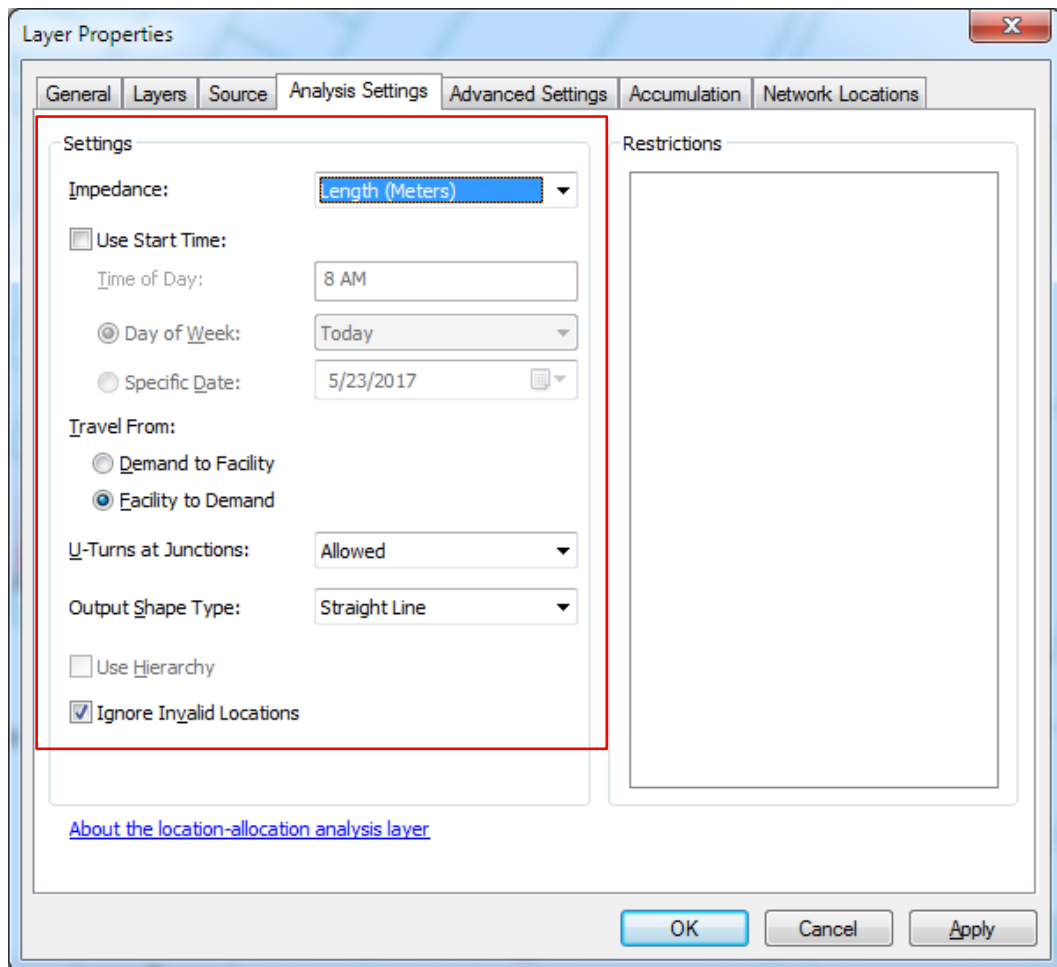 Layer Properties
General Layers Source Analysis Settings Advanced Settings Accumulation Network Locations
Settings
Impedance: Length (Meters)
Use Start Time:
Time of Day: 8 AM
Day of Week: Today
Specific Date: 5/23/2017
Travel From:
Demand to Facility
Facility to Demand
U-Turns at Junctions: Allowed
Output Shape Type: Straight Line
Use Hierarchy
Ignore Invalid Locations
Restrictions
About the location-allocation analysis layer
OK Cancel Apply